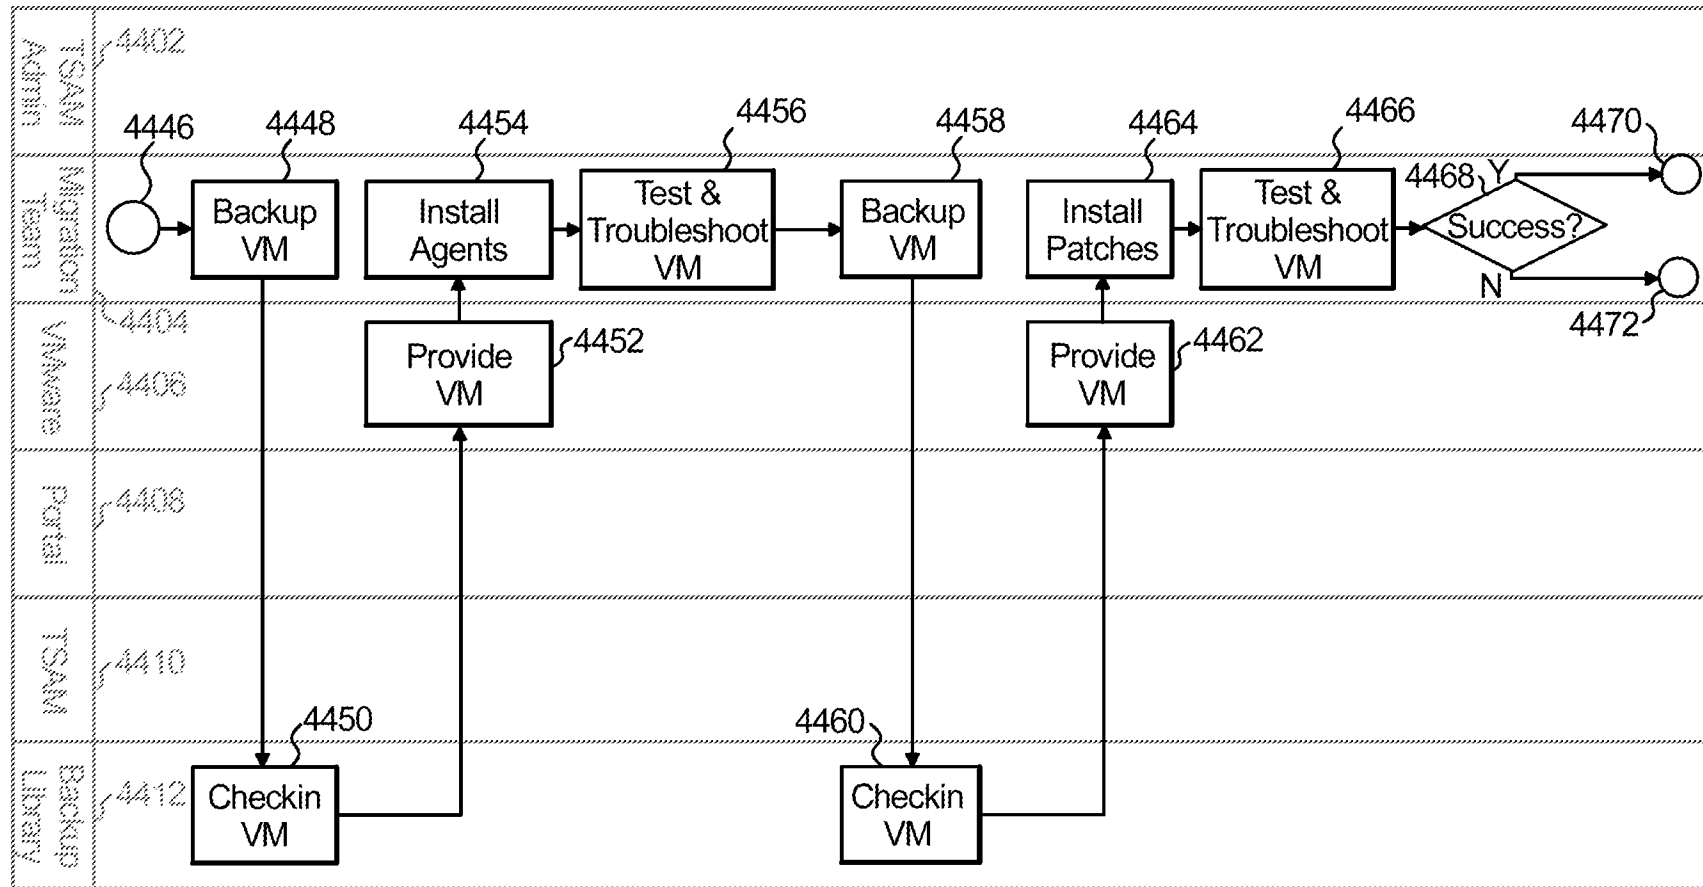 TSAM
Admin
4402
4446
4448
4454
4456
4458
4464
4466
4470
Migration
Team
4404
Backup
VM
Install
Agents
Test &
Troubleshoot
VM
Backup
VM
Install
Patches
Test &
Troubleshoot
VM
4468
Y
Success?
N
4472
VMware
4406
Provide
VM
4452
Provide
VM
4462
Portal
4408
TSAM
4410
Backup
Library
4412
4450
Checkin
VM
4460
Checkin
VM